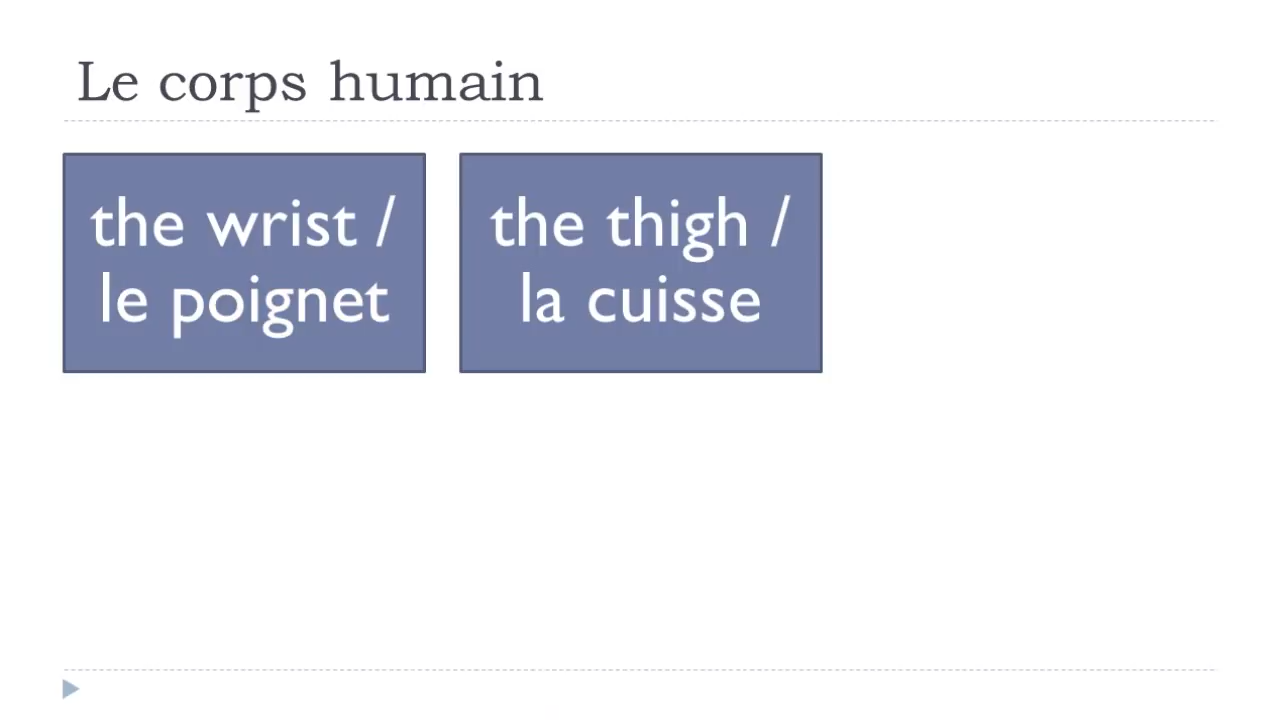 Le corps humain
the wrist /
le poignet
the thigh /
la cuisse